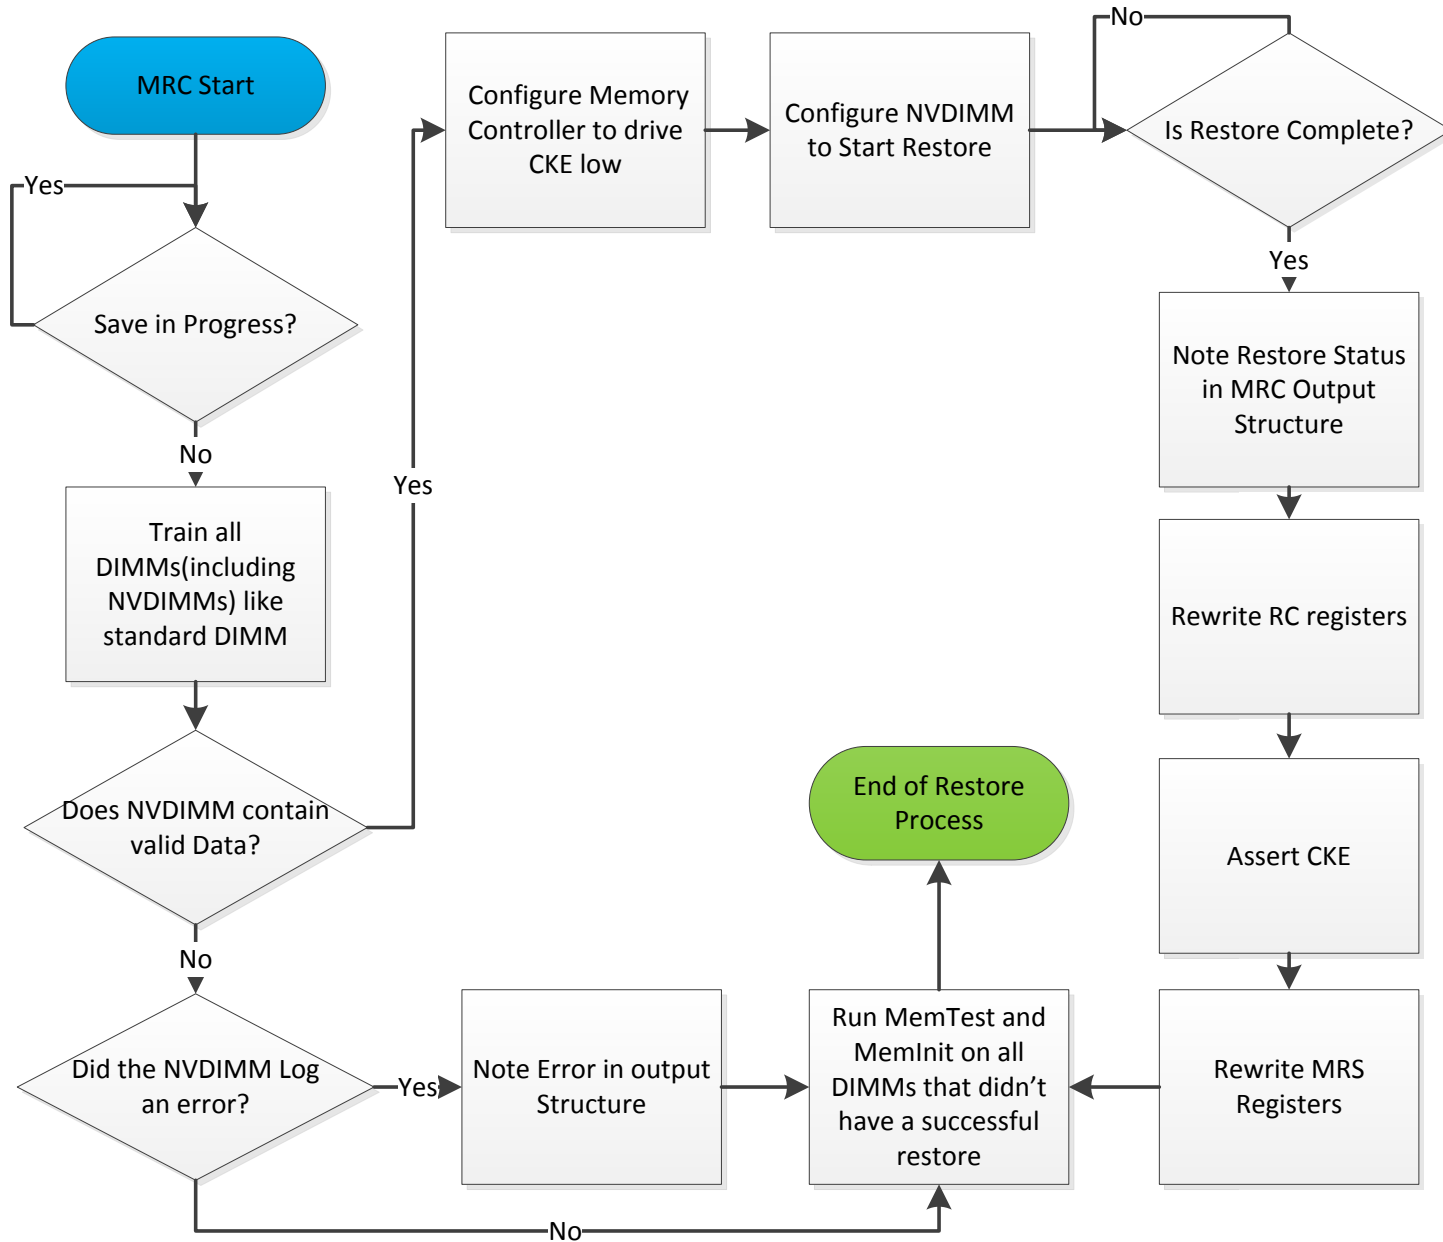 MRC Start
Yes
Save in Progress?
No
Train all
DIMMs(including
NVDIMMs) like
standard DIMM
Does NVDIMM contain
valid Data?
Yes
No
Did the NVDIMM Log
an error?
Yes
No
Note Error in output
Structure
Configure Memory
Controller to drive
CKE low
Configure NVDIMM
to Start Restore
No
Is Restore Complete?
Yes
Note Restore Status
in MRC Output
Structure
Rewrite RC registers
Assert CKE
Rewrite MRS
Registers
Run MemTest and
MemInit on all
DIMMs that didn’t
have a successful
restore
End of Restore
Process